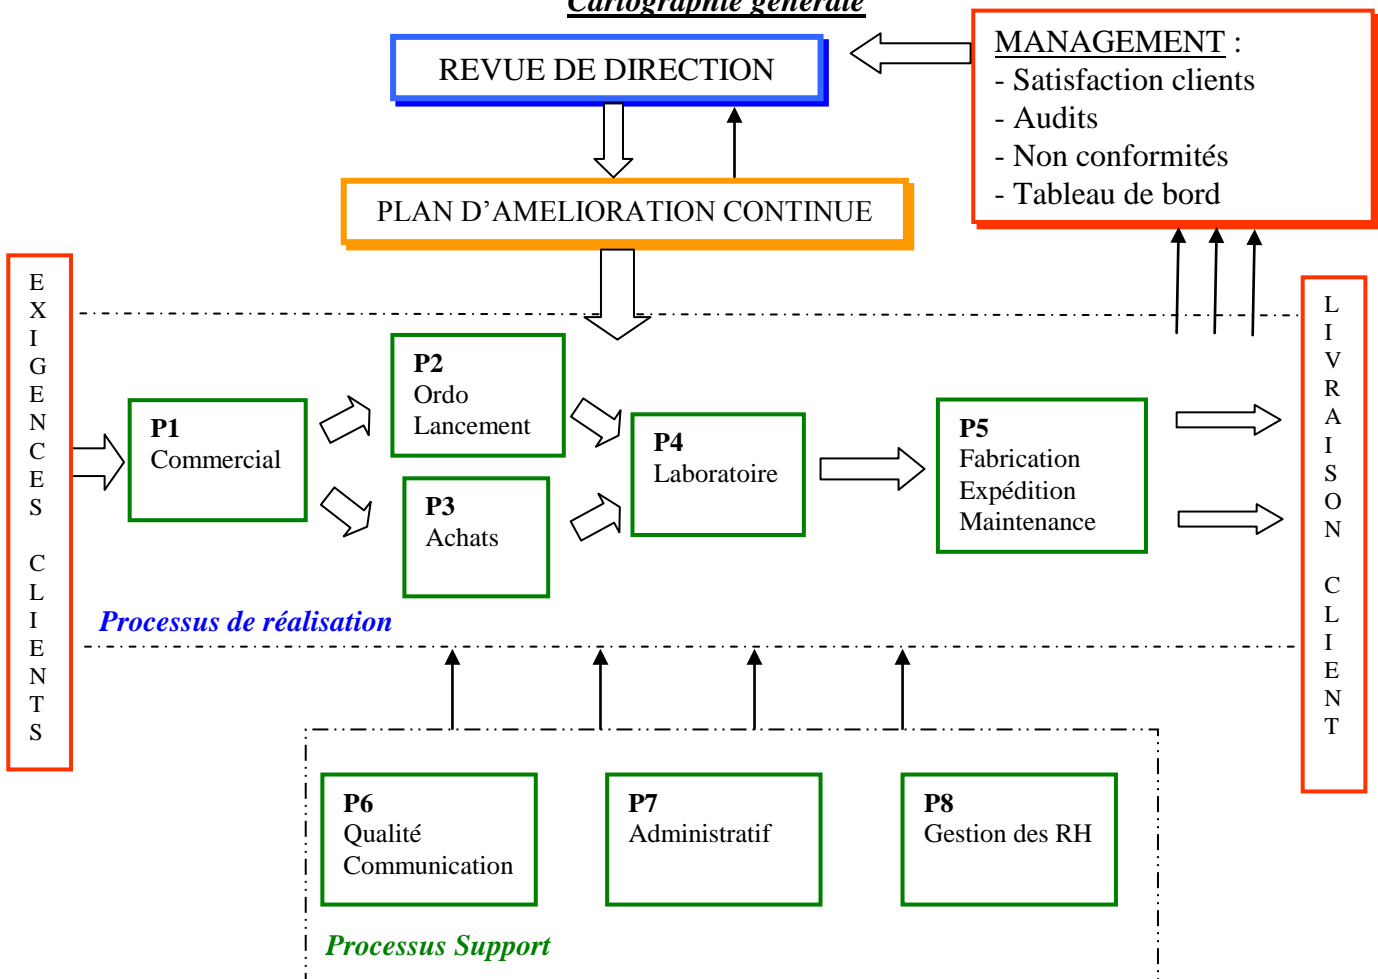 Cartographie générale
REVUE DE DIRECTION
MANAGEMENT :
- Satisfaction clients
- Audits
- Non conformités
- Tableau de bord
PLAN D’AMELIORATION CONTINUE
EXIGENCES CLIENTS
P1
Commercial
P2
Ordo
Lancement
P3
Achats
P4
Laboratoire
P5
Fabrication
Expédition
Maintenance
LIVRAISON CLIENT
Processus de réalisation
P6
Qualité
Communication
P7
Administratif
P8
Gestion des RH
Processus Support